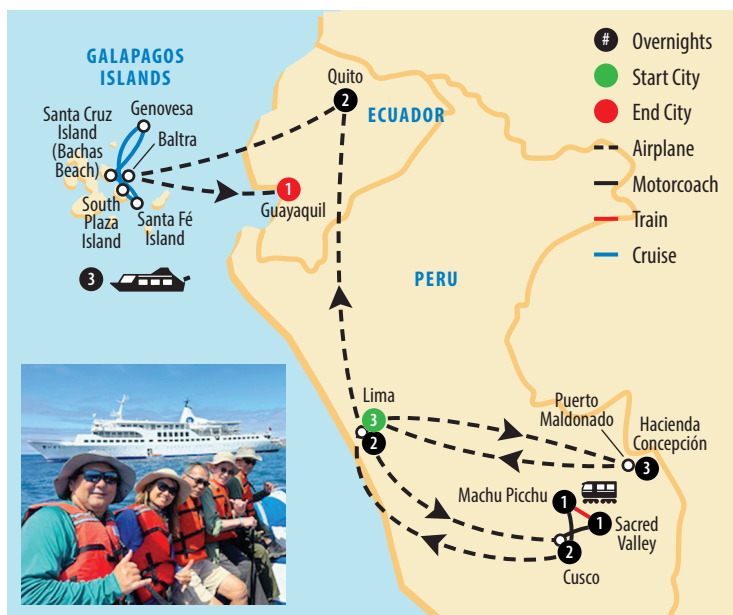 GALAPAGOS
ISLANDS
Santa Cruz
Island
(Bachas
Beach)
Genovesa
Baltra
South
Plaza
Island
Santa Fé
Island
3
Quito
2
ECUADOR
1
Guayaquil
PERU
# Overnights
Start City
End City
Airplane
Motorcoach
Train
Cruise
Lima
3
2
Puerto
Maldonado
Hacienda
Concepción
3
Machu Picchu
1
1
Sacred
Valley
2
Cusco